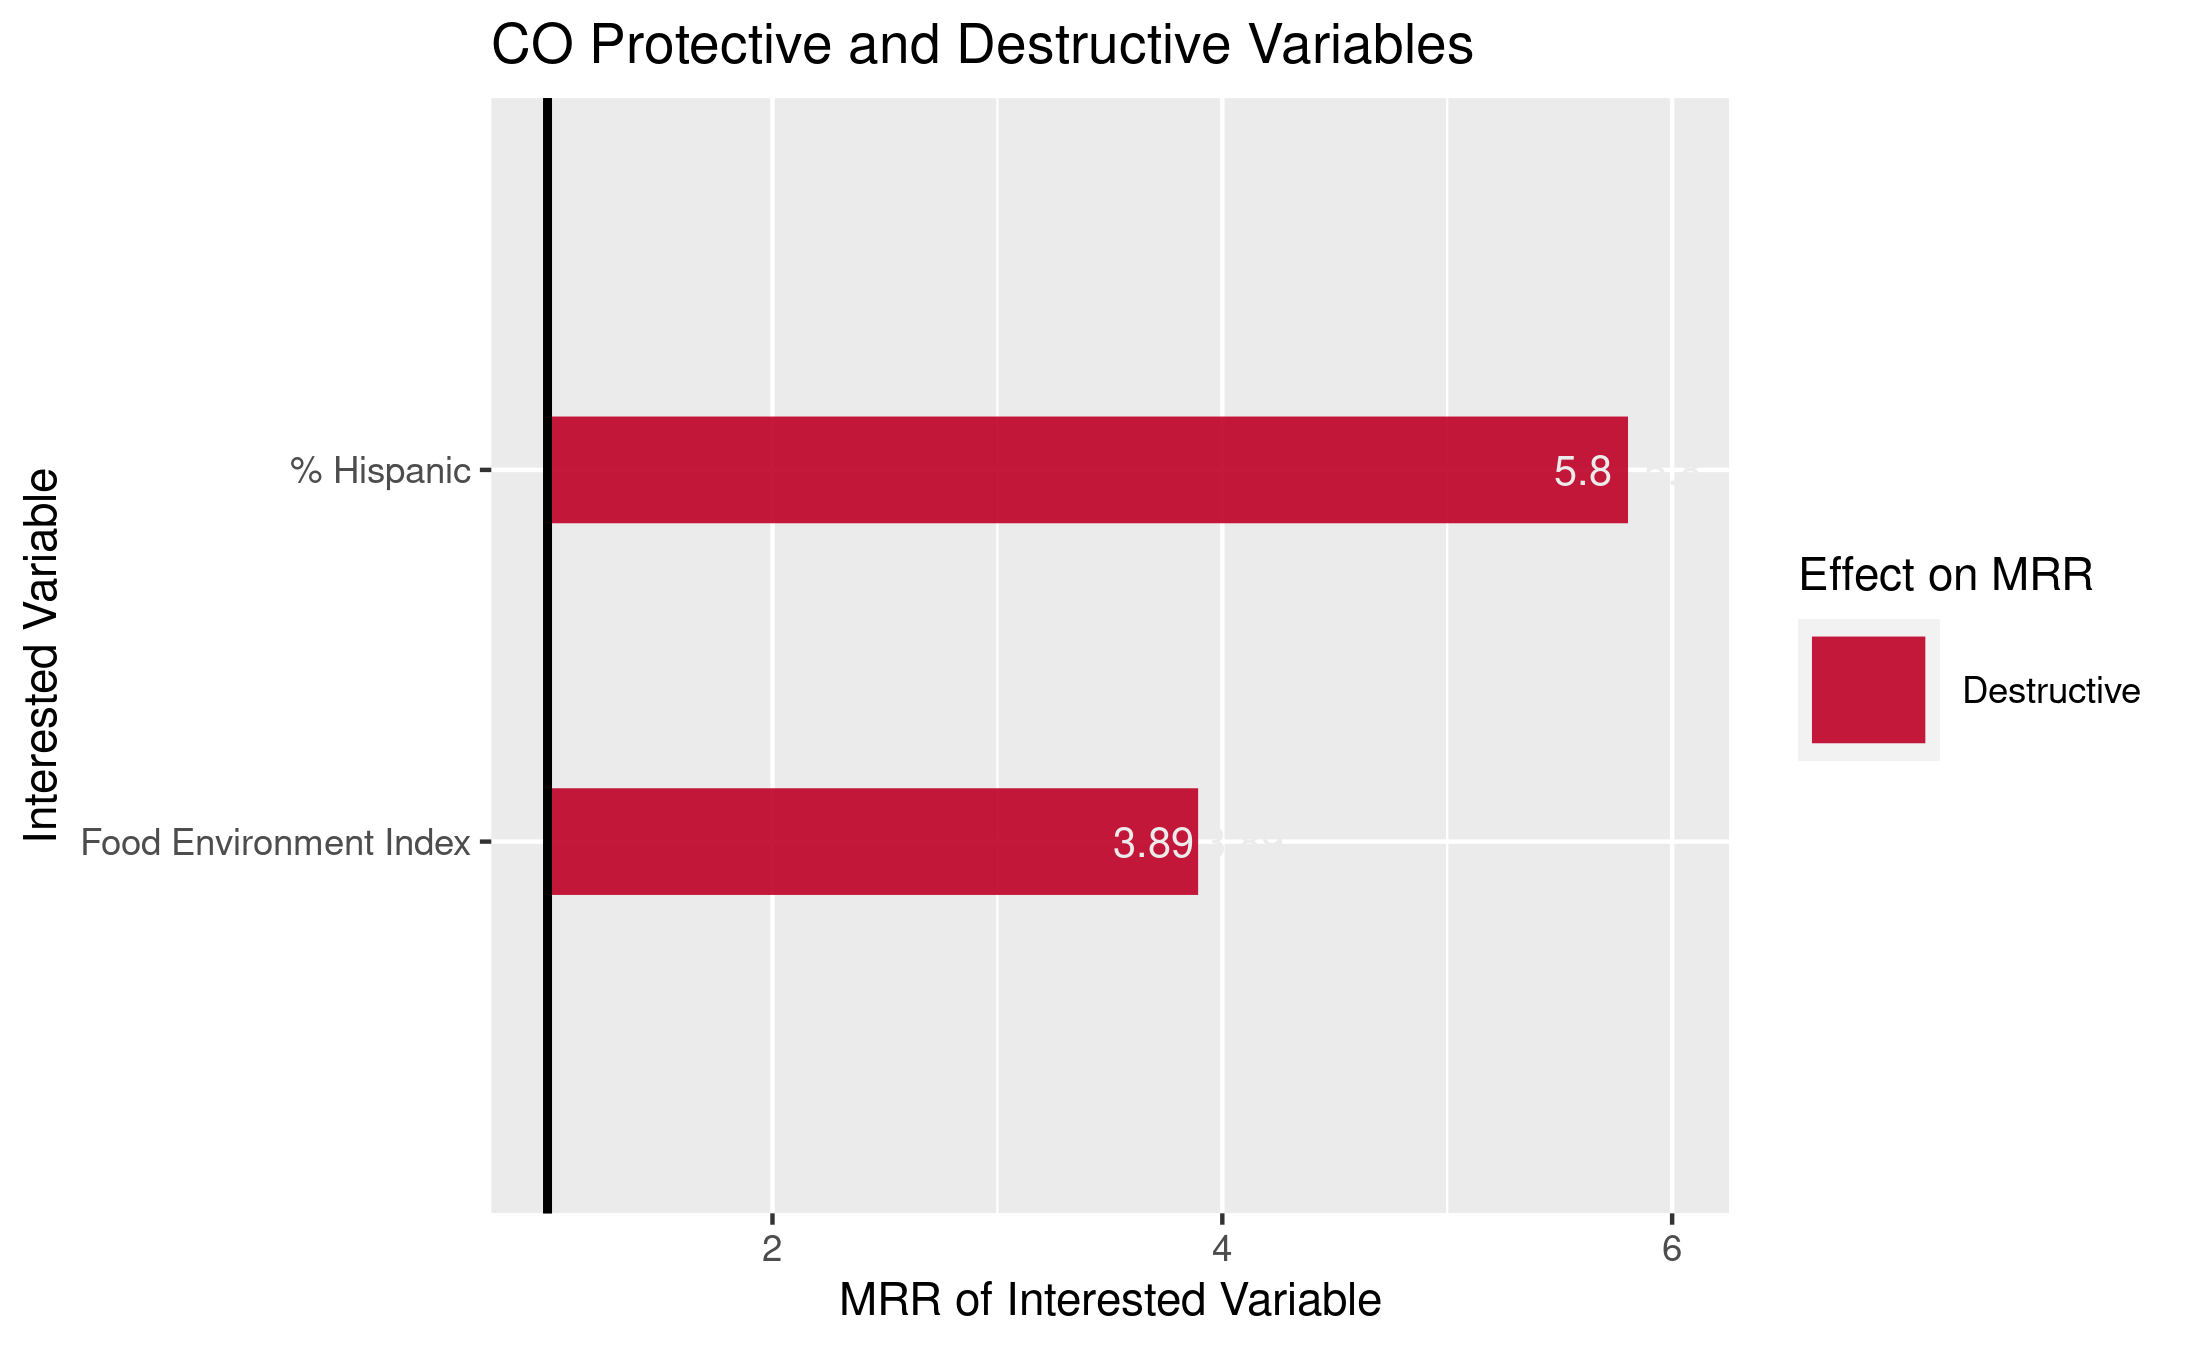 CO Protective and Destructive Variables
Interested Variable
% Hispanic
5.8
Food Environment Index
3.89
2
4
6
MRR of Interested Variable
Effect on MRR
Destructive